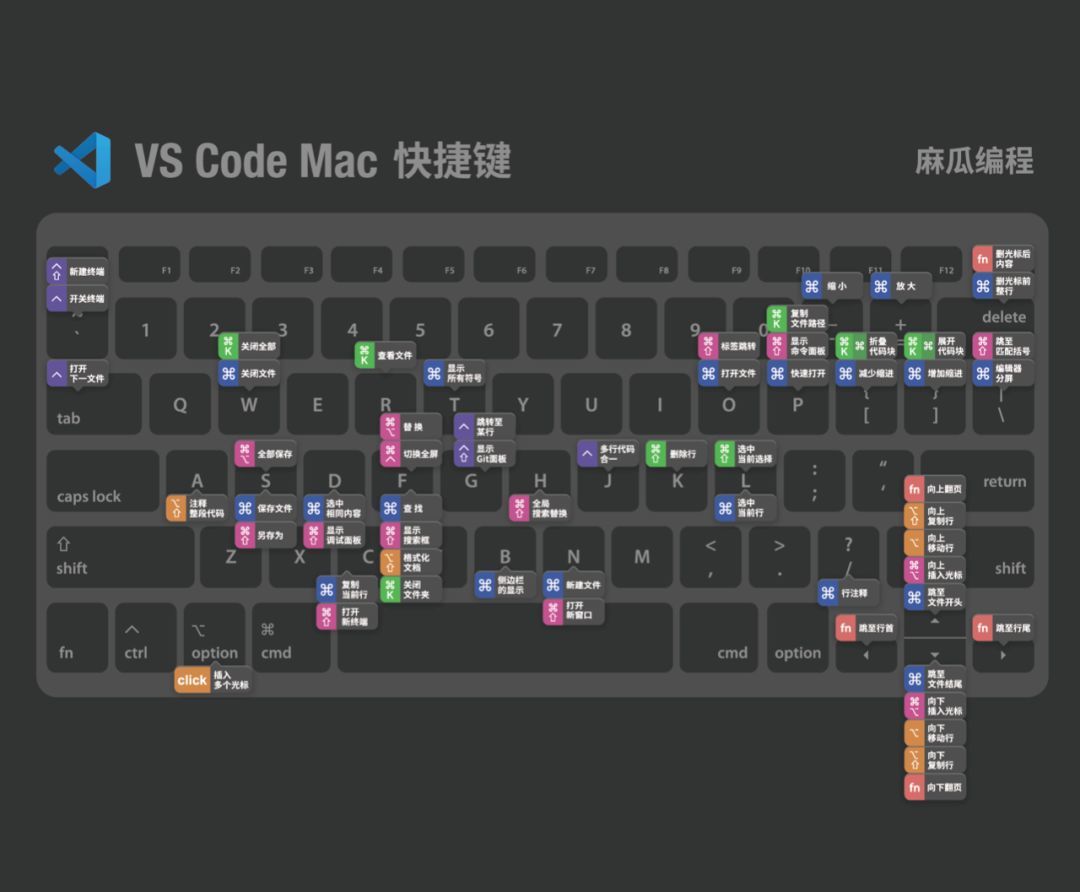 VS Code Mac 快捷键
麻瓜编程
⌃ ⇧ 新建终端
⌃ 开关终端
F1
F2
F3
F4
F5
F6
F7
F8
F9
F10
F11
F12
fn 删光标后
内容
⌘ 删光标前
整行
⌘ 缩 小
⌘ 放 大
delete
~
`
1
2
3
4
5
6
7
8
9
0
−
+
=
⌘ K 关闭全部
⌘ 关闭文件
⌘ K 查看文件
⌘ 显示
所有符号
⌘ ⇧ 标签跳转
⌘ 打开文件
⌘ K 复制
文件路径
⌘ ⇧ 显示
命令面板
⌘ 快速打开
⌘ K ⌘ 折叠
代码块
⌘ 减少缩进
⌘ K ⌘ 展开
代码块
⌘ 增加缩进
⌘ ⇧ 跳至
匹配括号
⌘ 编辑器
分屏
⌃ 打开
下一文件
tab
Q
W
E
R
T
Y
U
I
O
P
{
[
}
]
|
\
⌘ ⌥ 全部保存
⌘ ⌥ 替 换
⌘ ⌃ 切换全屏
⌃ 跳转至
某行
⌃ ⇧ 显示
Git面板
⌃ 多行代码
合一
⌘ ⇧ 删除行
⌘ ⇧ 选中
当前选择
caps lock
A
S
D
F
G
H
J
K
L
:
;
“
‘
return
⌥ ⇧ 注释
整段代码
⌘ 保存文件
⌘ ⇧ 另存为
⌘ 选中
相同内容
⌘ ⇧ 显示
调试面板
⌘ 查 找
⌘ ⇧ 显示
搜索框
⌥ ⇧ 格式化
文档
⌘ K 关闭
文件夹
⌘ ⇧ 全局
搜索替换
⌘ 选中
当前行
fn 向上翻页
⌥ ⇧ 向上
复制行
⌥ 向上
移动行
⌘ ⌥ 向上
插入光标
⌘ 跳至
文件开头
⇧
shift
Z
X
C
B
N
M
<
,
>
.
?
/
shift
⌘ 复制
当前行
⌘ ⇧ 打开
新终端
⌘ 侧边栏
的显示
⌘ 新建文件
⌘ ⇧ 打开
新窗口
⌘ 行注释
fn 跳至行首
fn 跳至行尾
fn
⌃
ctrl
⌥
option
⌘
cmd
cmd
option
click 插入
多个光标
⌘ 跳至
文件结尾
⌘ ⌥ 向下
插入光标
⌥ 向下
移动行
⌥ ⇧ 向下
复制行
fn 向下翻页